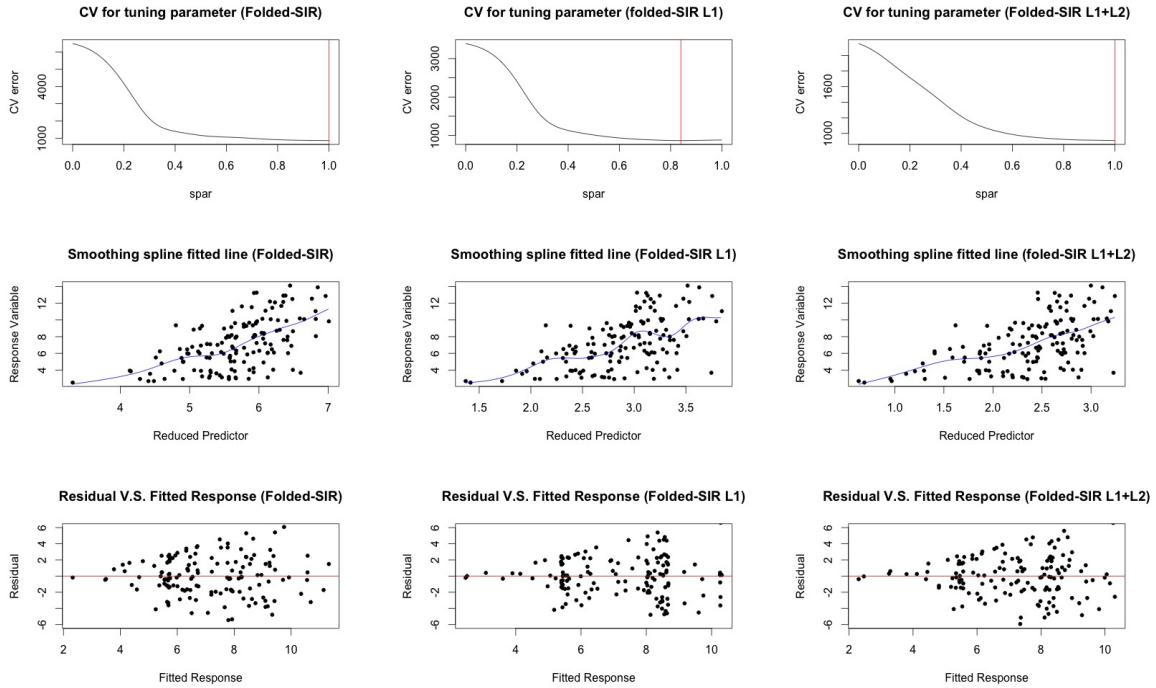 CV for tuning parameter (Folded-SIR)
CV error
1000
4000
0.0 0.2 0.4 0.6 0.8 1.0
spar
CV for tuning parameter (folded-SIR L1)
CV error
1000 2000 3000
0.0 0.2 0.4 0.6 0.8 1.0
spar
CV for tuning parameter (Folded-SIR L1+L2)
CV error
1000
1600
0.0 0.2 0.4 0.6 0.8 1.0
spar
Smoothing spline fitted line (Folded-SIR)
Response Variable
4 6 8 12
4 5 6 7
Reduced Predictor
Smoothing spline fitted line (Folded-SIR L1)
Response Variable
4 6 8 12
1.5 2.0 2.5 3.0 3.5
Reduced Predictor
Smoothing spline fitted line (foled-SIR L1+L2)
Response Variable
4 6 8 12
1.0 1.5 2.0 2.5 3.0
Reduced Predictor
Residual V.S. Fitted Response (Folded-SIR)
Residual
-6 -2 2 4 6
2 4 6 8 10
Fitted Response
Residual V.S. Fitted Response (Folded-SIR L1)
Residual
-6 -2 2 4 6
4 6 8 10
Fitted Response
Residual V.S. Fitted Response (Folded-SIR L1+L2)
Residual
-6 -2 2 4 6
2 4 6 8 10
Fitted Response